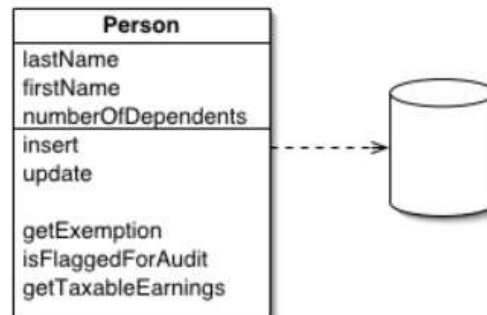 Person
lastName
firstName
numberOfDependents
insert
update
getExemption
isFlaggedForAudit
getTaxableEarnings